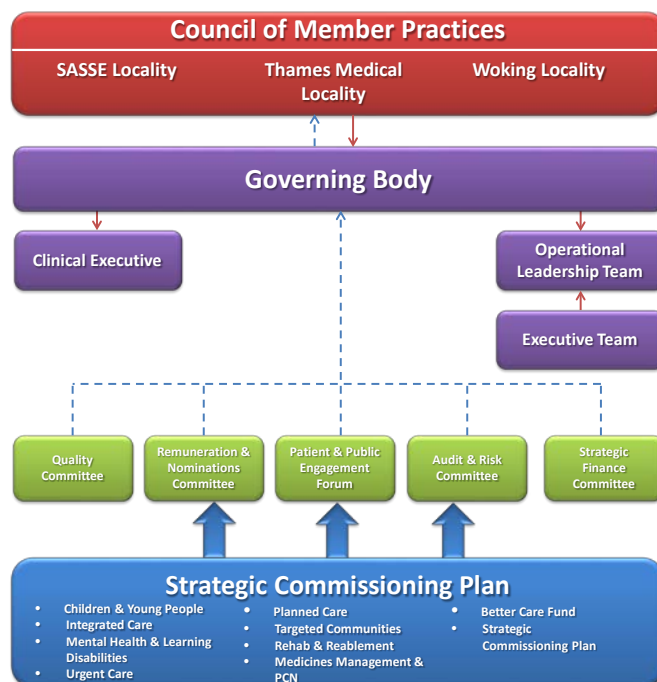 Council of Member Practices
SASSE Locality
Thames Medical
Locality
Woking Locality
Governing Body
Clinical Executive
Operational
Leadership Team
Executive Team
Quality
Committee
Remuneration &
Nominations
Committee
Patient & Public
Engagement
Forum
Audit & Risk
Committee
Strategic
Finance
Committee
Strategic Commissioning Plan
• Children & Young People
• Integrated Care
• Mental Health & Learning
Disabilities
• Urgent Care
• Planned Care
• Targeted Communities
• Rehab & Reablement
• Medicines Management &
PCN
• Better Care Fund
• Strategic
Commissioning Plan